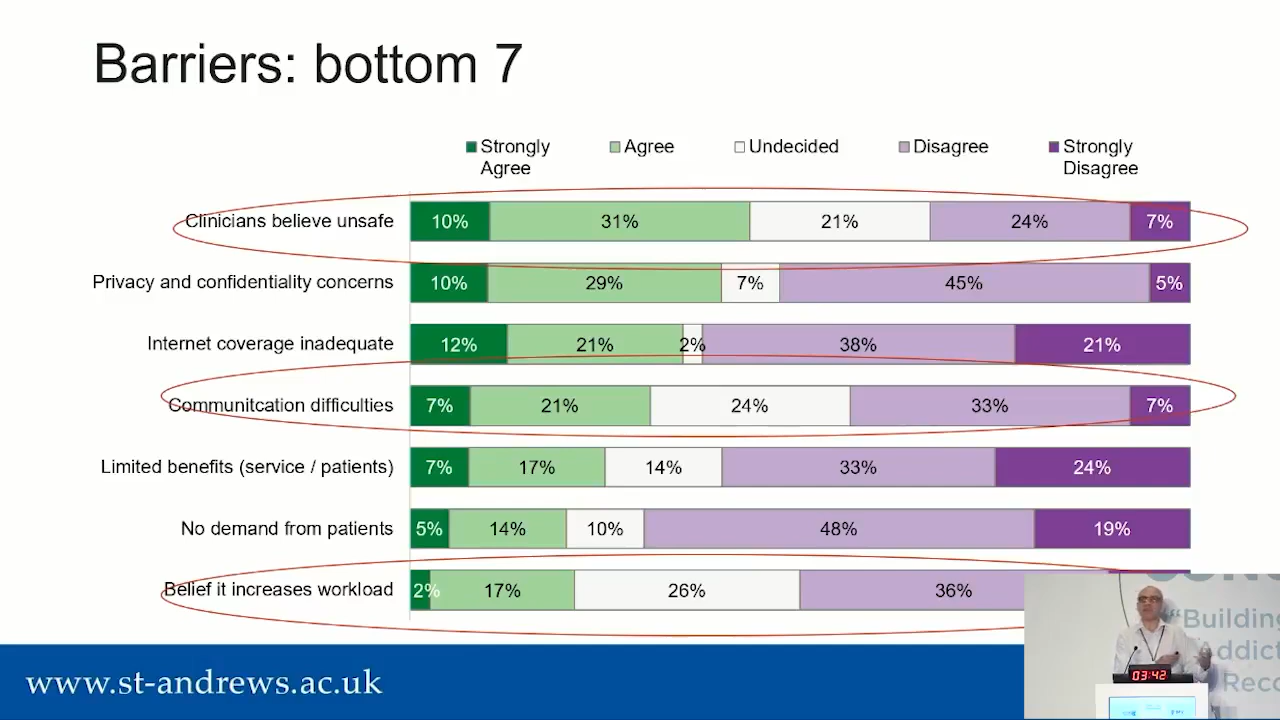 Barriers: bottom 7
Strongly Agree
Agree
Undecided
Disagree
Strongly Disagree
Clinicians believe unsafe 10% 31% 21% 24% 7%
Privacy and confidentiality concerns 10% 29% 7% 45% 5%
Internet coverage inadequate 12% 21% 2% 38% 21%
Communitcation difficulties 7% 21% 24% 33% 7%
Limited benefits (service / patients) 7% 17% 14% 33% 24%
No demand from patients 5% 14% 10% 48% 19%
Belief it increases workload 2% 17% 26% 36%
www.st-andrews.ac.uk
"Building
Addict
Reco
03:42